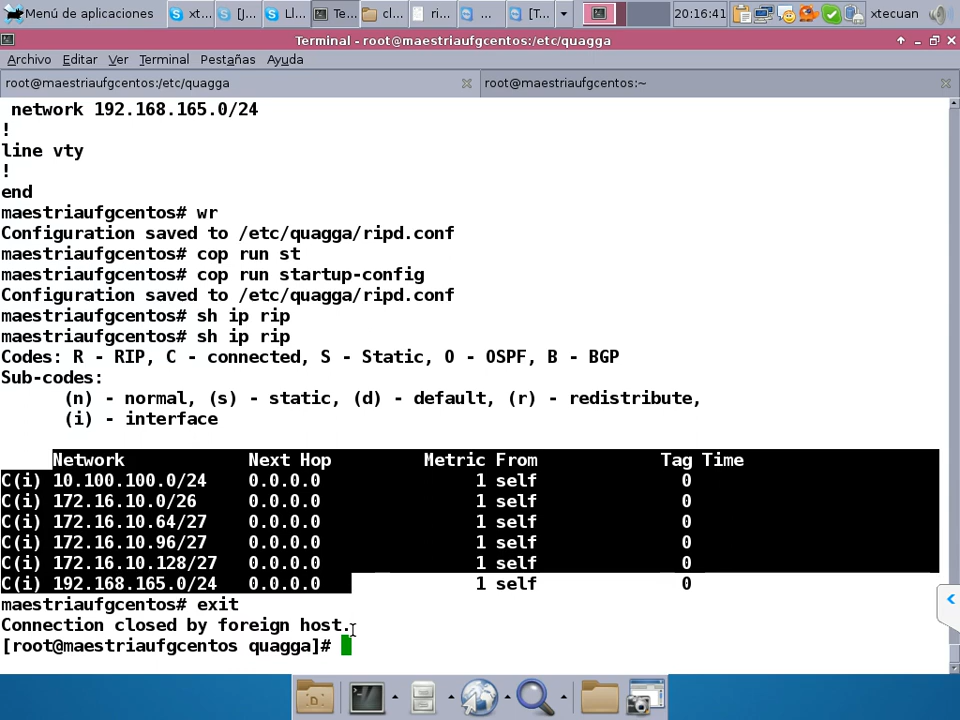 Menú de aplicaciones xt... [J... Ll... Te... cl... ri... ... [T... 20:16:41 xtecuan
Terminal - root@maestriaufgcentos:/etc/quagga
Archivo Editar Ver Terminal Pestañas Ayuda
root@maestriaufgcentos:/etc/quagga root@maestriaufgcentos:~
network 192.168.165.0/24
!
line vty
!
end
maestriaufgcentos# wr
Configuration saved to /etc/quagga/ripd.conf
maestriaufgcentos# cop run st
maestriaufgcentos# cop run startup-config
Configuration saved to /etc/quagga/ripd.conf
maestriaufgcentos# sh ip rip
maestriaufgcentos# sh ip rip
Codes: R - RIP, C - connected, S - Static, O - OSPF, B - BGP
Sub-codes:
(n) - normal, (s) - static, (d) - default, (r) - redistribute,
(i) - interface
Network Next Hop Metric From Tag Time
C(i) 10.100.100.0/24 0.0.0.0 1 self 0
C(i) 172.16.10.0/26 0.0.0.0 1 self 0
C(i) 172.16.10.64/27 0.0.0.0 1 self 0
C(i) 172.16.10.96/27 0.0.0.0 1 self 0
C(i) 172.16.10.128/27 0.0.0.0 1 self 0
C(i) 192.168.165.0/24 0.0.0.0 1 self 0
maestriaufgcentos# exit
Connection closed by foreign host.
[root@maestriaufgcentos quagga]#